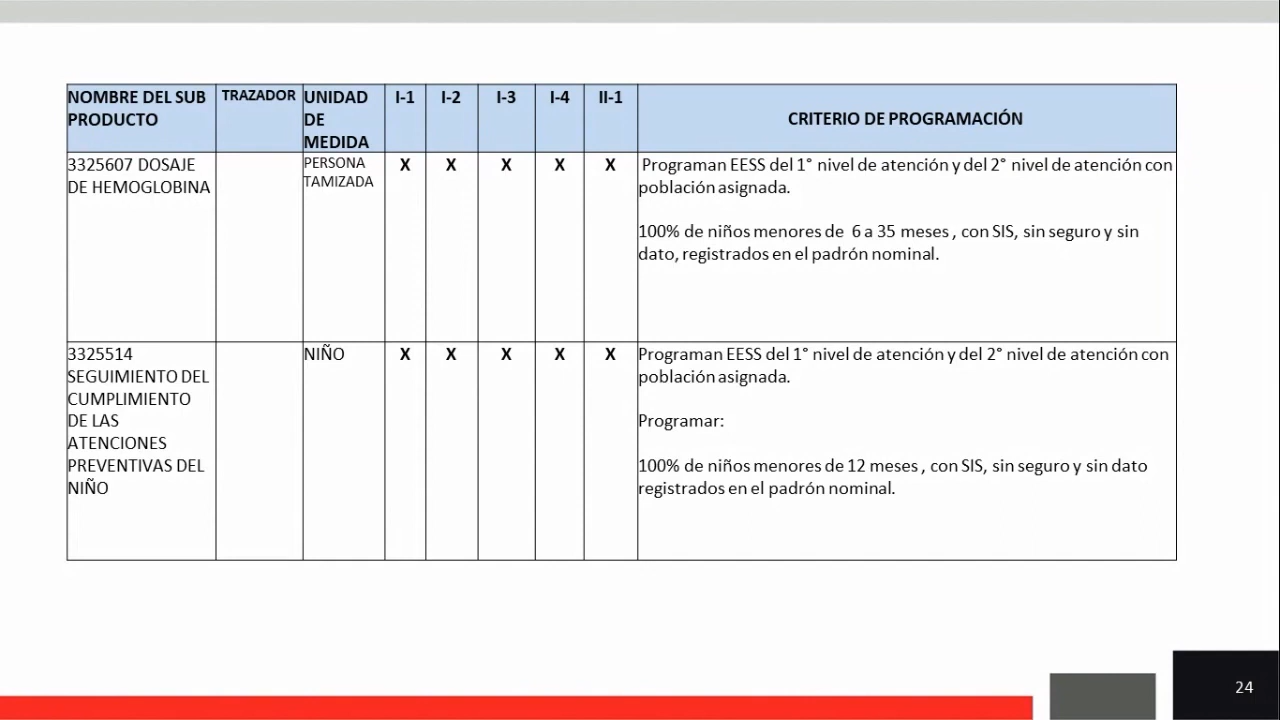 NOMBRE DEL SUB PRODUCTO
TRAZADOR
UNIDAD DE MEDIDA
I-1
I-2
I-3
I-4
II-1
CRITERIO DE PROGRAMACIÓN
3325607 DOSAJE
DE HEMOGLOBINA
PERSONA
TAMIZADA
X
X
X
X
X
Programan EESS del 1° nivel de atención y del 2° nivel de atención con
población asignada.
100% de niños menores de 6 a 35 meses , con SIS, sin seguro y sin
dato, registrados en el padrón nominal.
3325514
SEGUIMIENTO DEL
CUMPLIMIENTO
DE LAS
ATENCIONES
PREVENTIVAS DEL
NIÑO
NIÑO
X
X
X
X
X
Programan EESS del 1° nivel de atención y del 2° nivel de atención con
población asignada.
Programar:
100% de niños menores de 12 meses , con SIS, sin seguro y sin dato
registrados en el padrón nominal.
24